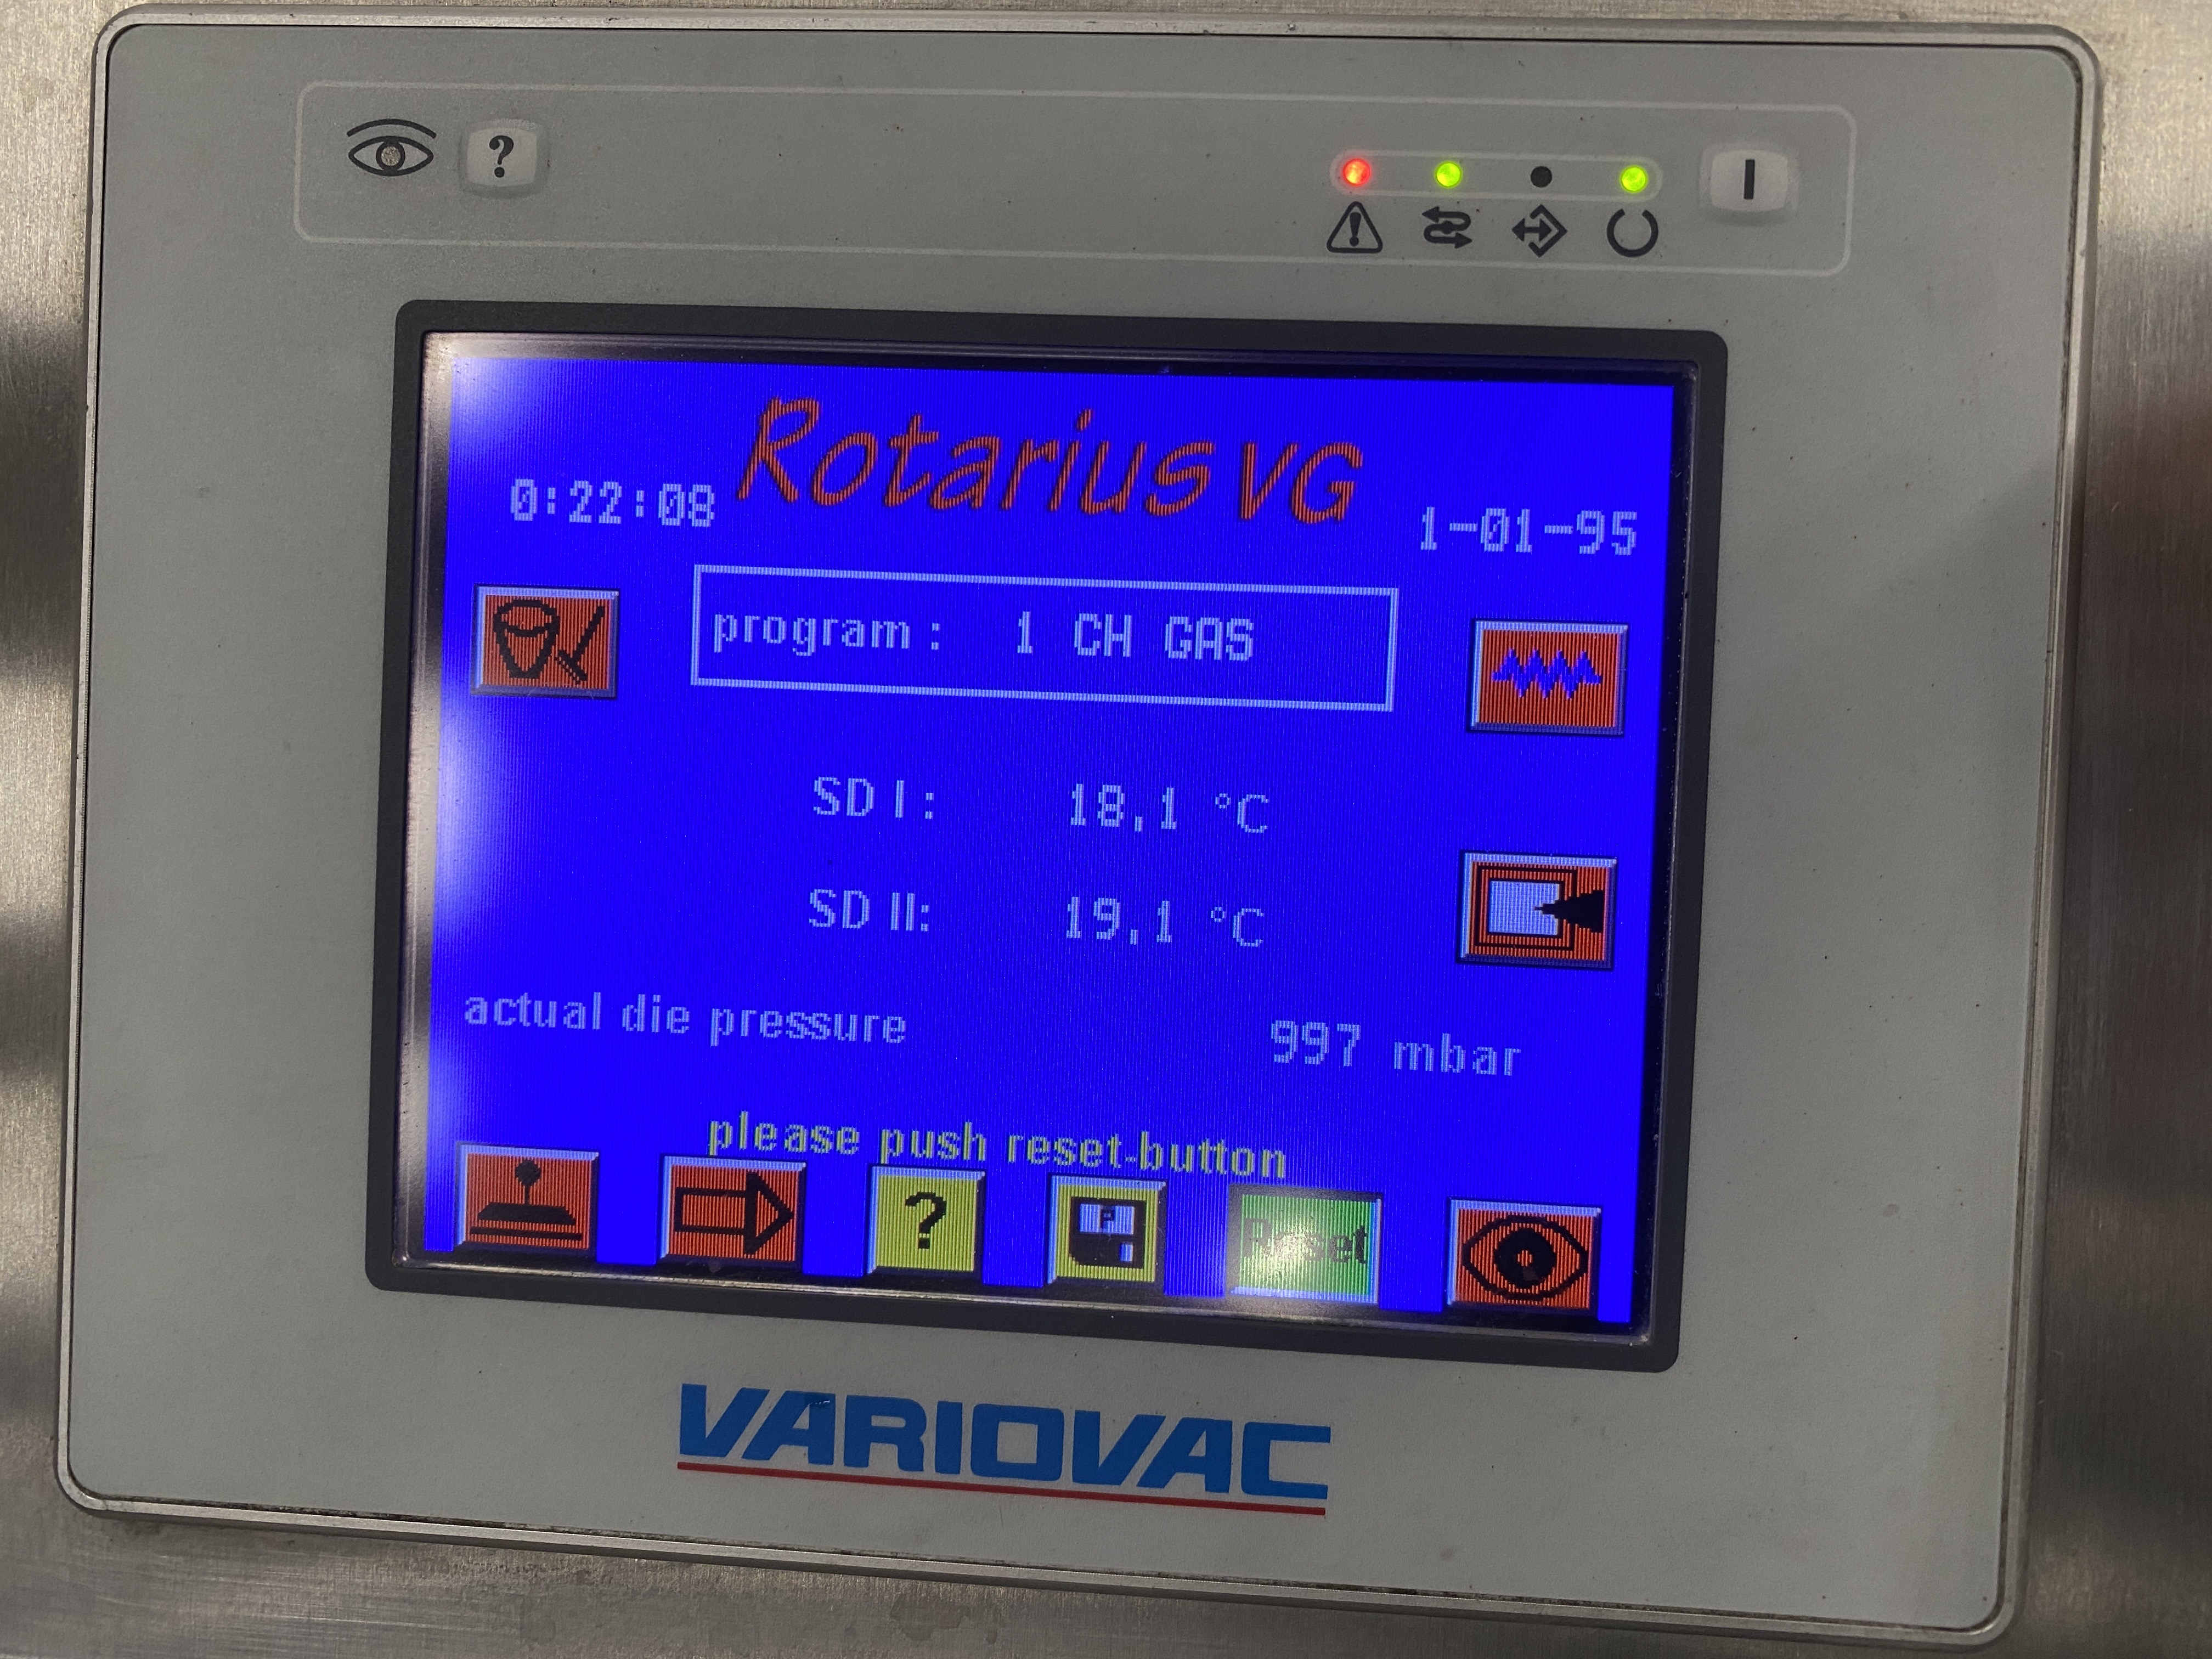 ?
I
Rotarius VG
0:22:08
1-01-95
program: 1 CH GAS
SD I: 18,1 °C
SD II: 19,1 °C
actual die pressure 997 mbar
please push reset-button
? P Reset
VARIOVAC